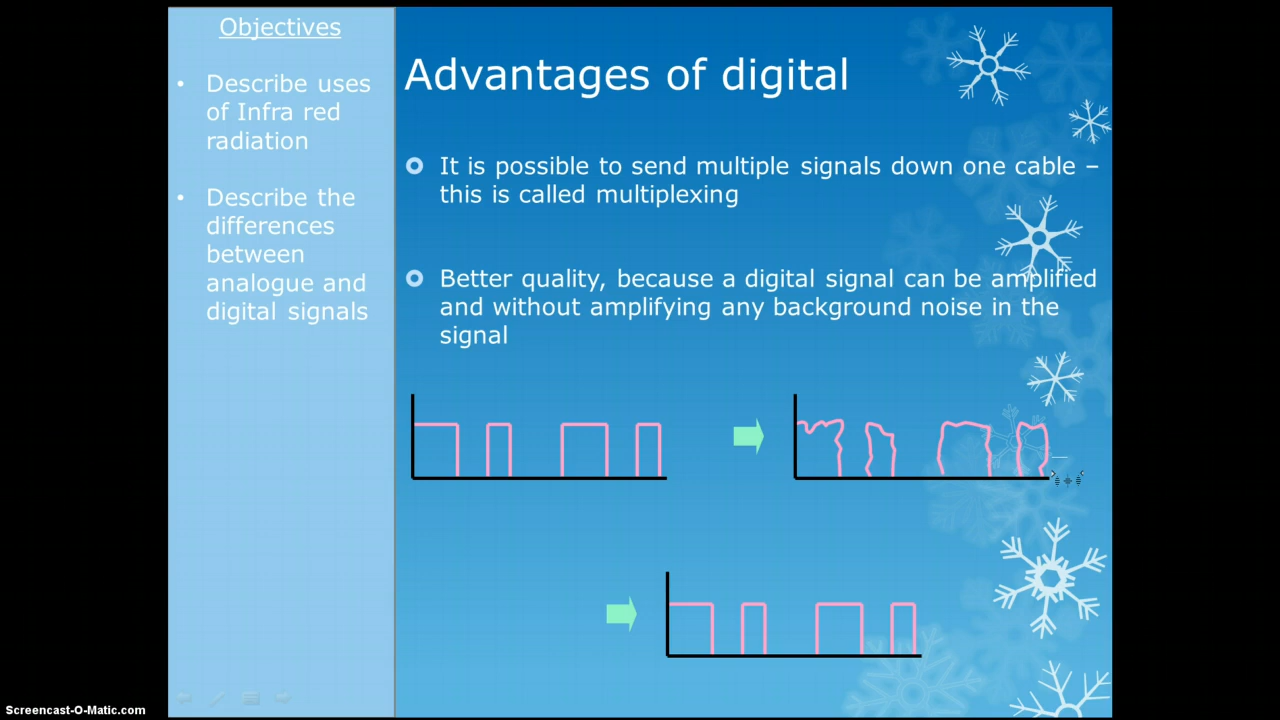 Objectives
• Describe uses
of Infra red
radiation
• Describe the
differences
between
analogue and
digital signals
Advantages of digital
It is possible to send multiple signals down one cable –
this is called multiplexing
Better quality, because a digital signal can be amplified
and without amplifying any background noise in the
signal
Screencast-O-Matic.com